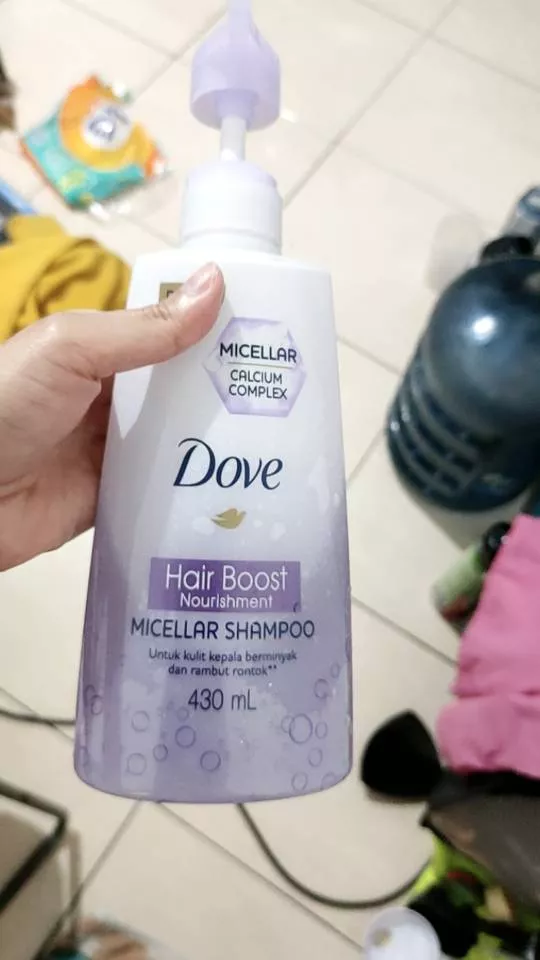 MICELLAR
CALCIUM
COMPLEX
Dove
Hair Boost
Nourishment
MICELLAR SHAMPOO
Untuk kulit kepala berminyak
dan rambut rontok**
430 mL